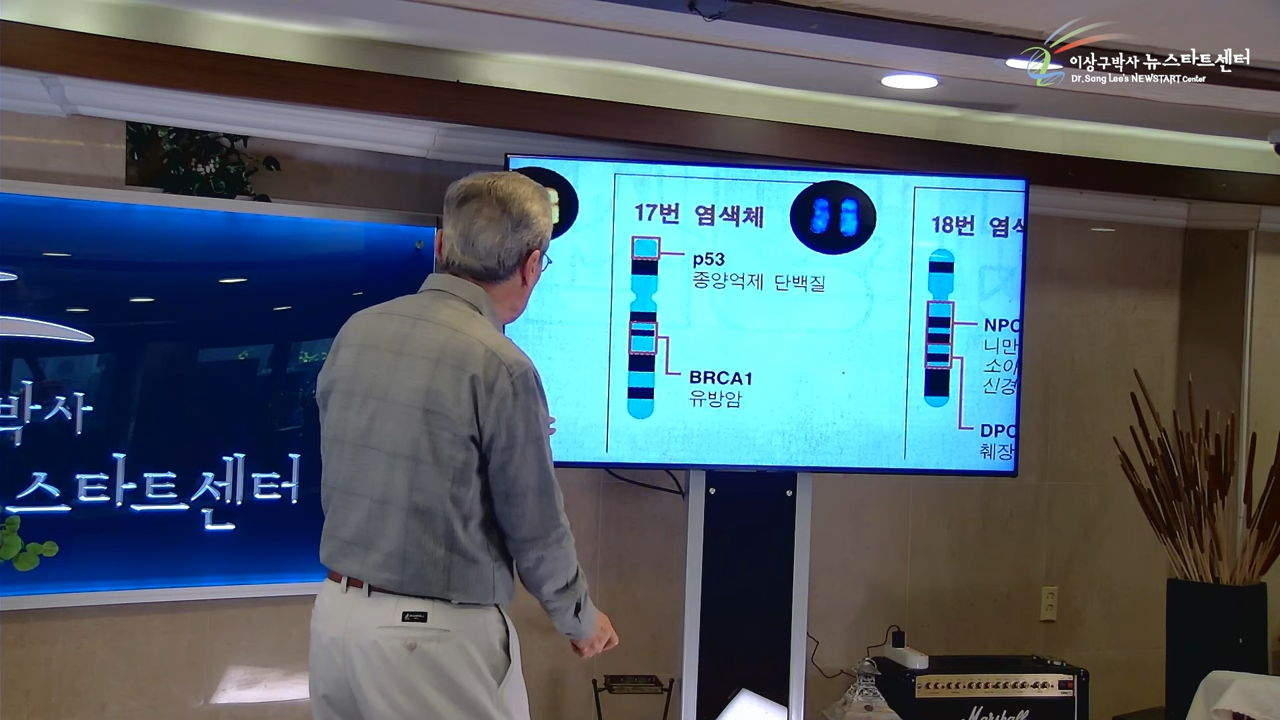 이상구박사 뉴스타트센터
Dr. Sang Lee's NEWSTART Center
17번 염색체
p53
종양억제 단백질
BRCA1
유방암
18번
NPC
니만
소아
신경
DPC
췌장
박사
스타트센터
Marshall